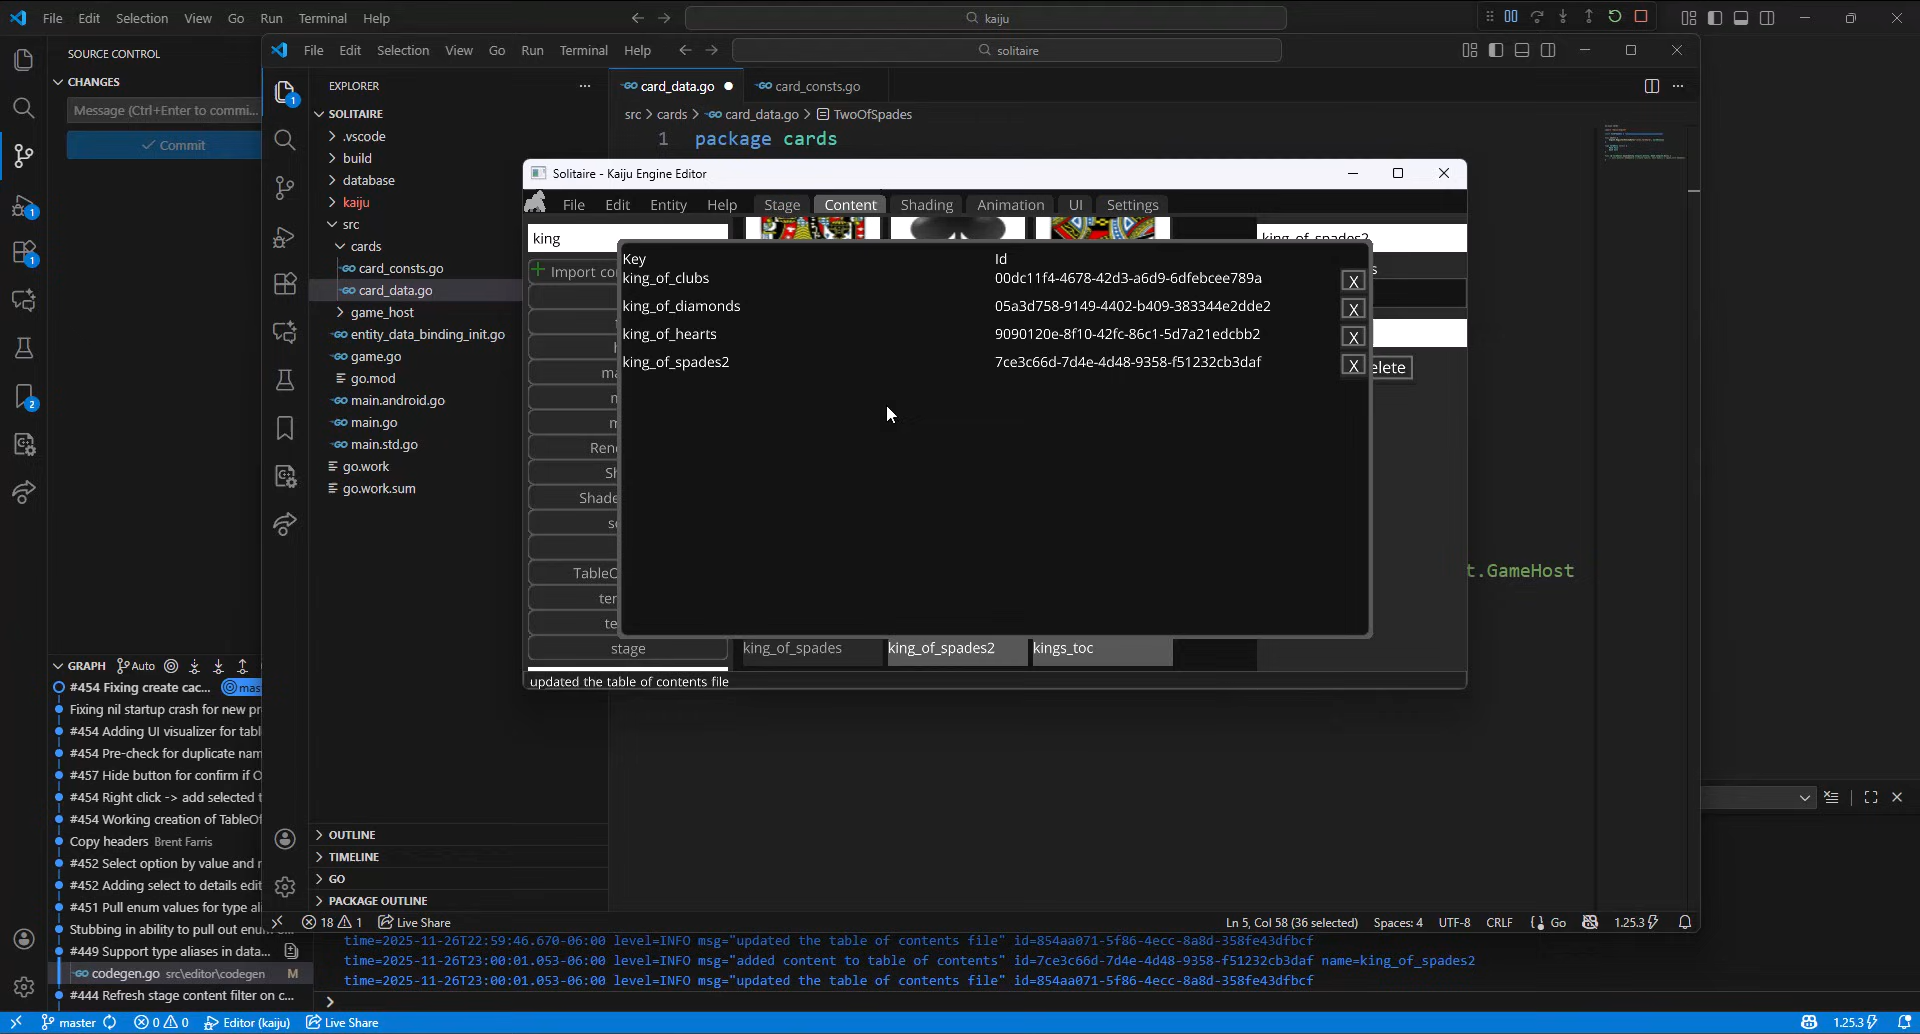 File Edit Selection View Go Run Terminal Help
kaiju
SOURCE CONTROL
CHANGES
Message (Ctrl+Enter to commi...
Commit
File Edit Selection View Go Run Terminal Help
solitaire
EXPLORER
SOLITAIRE
.vscode
build
database
kaiju
src
cards
card_consts.go
card_data.go
game_host
entity_data_binding_init.go
game.go
go.mod
main.android.go
main.go
main.std.go
go.work
go.work.sum
OUTLINE
TIMELINE
GO
PACKAGE OUTLINE
card_data.go
card_consts.go
src > cards > card_data.go > TwoOfSpades
1 package cards
t.GameHost
Solitaire - Kaiju Engine Editor
File Edit Entity Help Stage Content Shading Animation UI Settings
king
king_of_spades2
Import co
Key Id
king_of_clubs 00dc11f4-4678-42d3-a6d9-6dfebcee789a X
king_of_diamonds 05a3d758-9149-4402-b409-383344e2dde2 X
king_of_hearts 9090120e-8f10-42fc-86c1-5d7a21edcbb2 X
king_of_spades2 7ce3c66d-7d4e-4d48-9358-f51232cb3daf X
elete
Ren
Shade
TableO
stage
king_of_spades king_of_spades2 kings_toc
updated the table of contents file
GRAPH Auto
#454 Fixing create cac... mas
Fixing nil startup crash for new pr
#454 Adding UI visualizer for tabl
#454 Pre-check for duplicate nam
#457 Hide button for confirm if O
#454 Right click -> add selected t
#454 Working creation of TableOf
Copy headers Brent Farris
#452 Select option by value and r
#452 Adding select to details edit
#451 Pull enum values for type ali
Stubbing in ability to pull out enum
#449 Support type aliases in data...
codegen.go src\editor\codegen M
#444 Refresh stage content filter on c...
18 1 Live Share
Ln 5, Col 58 (36 selected) Spaces: 4 UTF-8 CRLF Go 1.25.3
time=2025-11-26T22:59:46.670-06:00 level=INFO msg="updated the table of contents file" id=854aa071-5f86-4ecc-8a8d-358fe43dfbcf
time=2025-11-26T23:00:01.053-06:00 level=INFO msg="added content to table of contents" id=7ce3c66d-7d4e-4d48-9358-f51232cb3daf name=king_of_spades2
time=2025-11-26T23:00:01.053-06:00 level=INFO msg="updated the table of contents file" id=854aa071-5f86-4ecc-8a8d-358fe43dfbcf
master 0 0 Editor (kaiju) Live Share 1.25.3